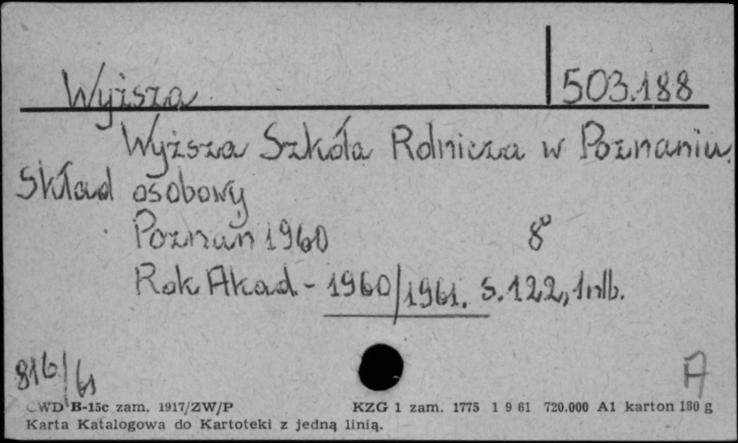 Wyższa 503.188
Wyższa Szkoła Rolnicza w Poznaniu.
Skład osobowy
Poznań 1960 8°
Rok Akad - 1960/1961. s. 122, 1 nlb.
816/61 A
CWD B-15c zam. 1917/ZW/P KZG 1 zam. 1775 1 9 61 720.000 A1 karton 180 g
Karta Katalogowa do Kartoteki z jedną linią.